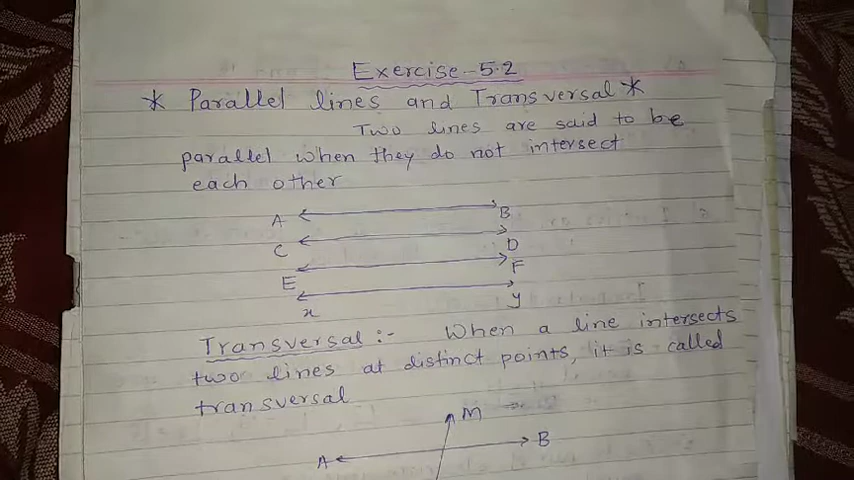 Exercise-5.2
* Parallel lines and Transversal *
Two lines are said to be
parallel when they do not intersect
each other
A B
C D
E F
x y
Transversal :- When a line intersects
two lines at distinct points, it is called
transversal
M
A B